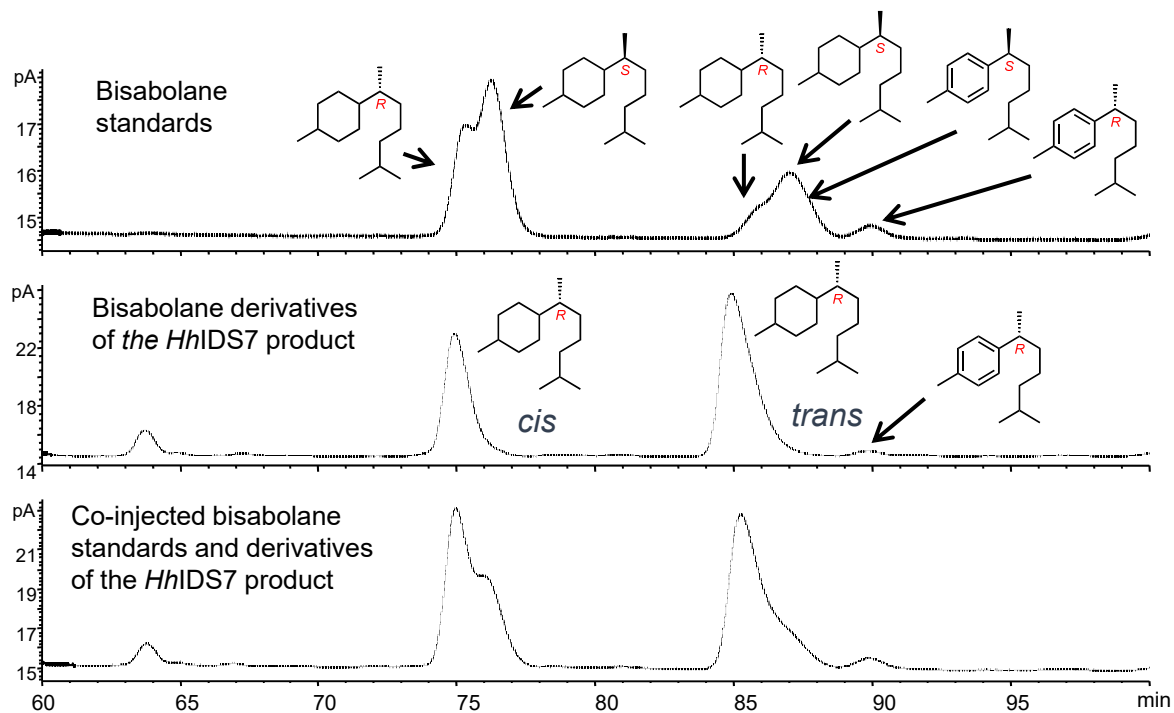 pA
17
16
15
Bisabolane
standards
R
S
R
S
S
R
pA
22
18
14
Bisabolane derivatives
of the HhIDS7 product
R
cis
R
trans
R
pA
21
19
17
15
Co-injected bisabolane
standards and derivatives
of the HhIDS7 product
60 65 70 75 80 85 90 95 min